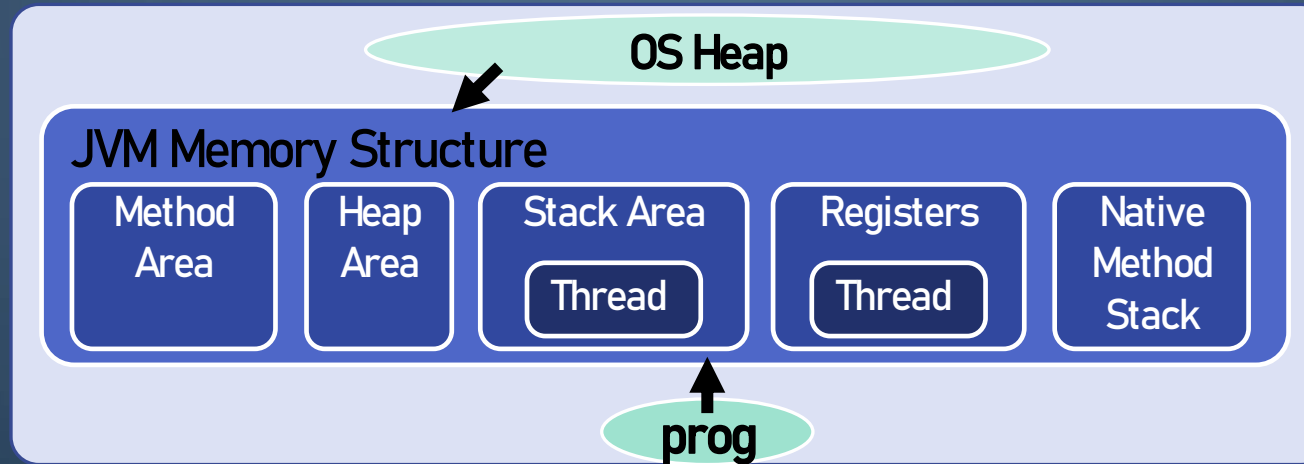 OS Heap
JVM Memory Structure
Method
Area
Heap
Area
Stack Area
Thread
Registers
Thread
Native
Method
Stack
prog